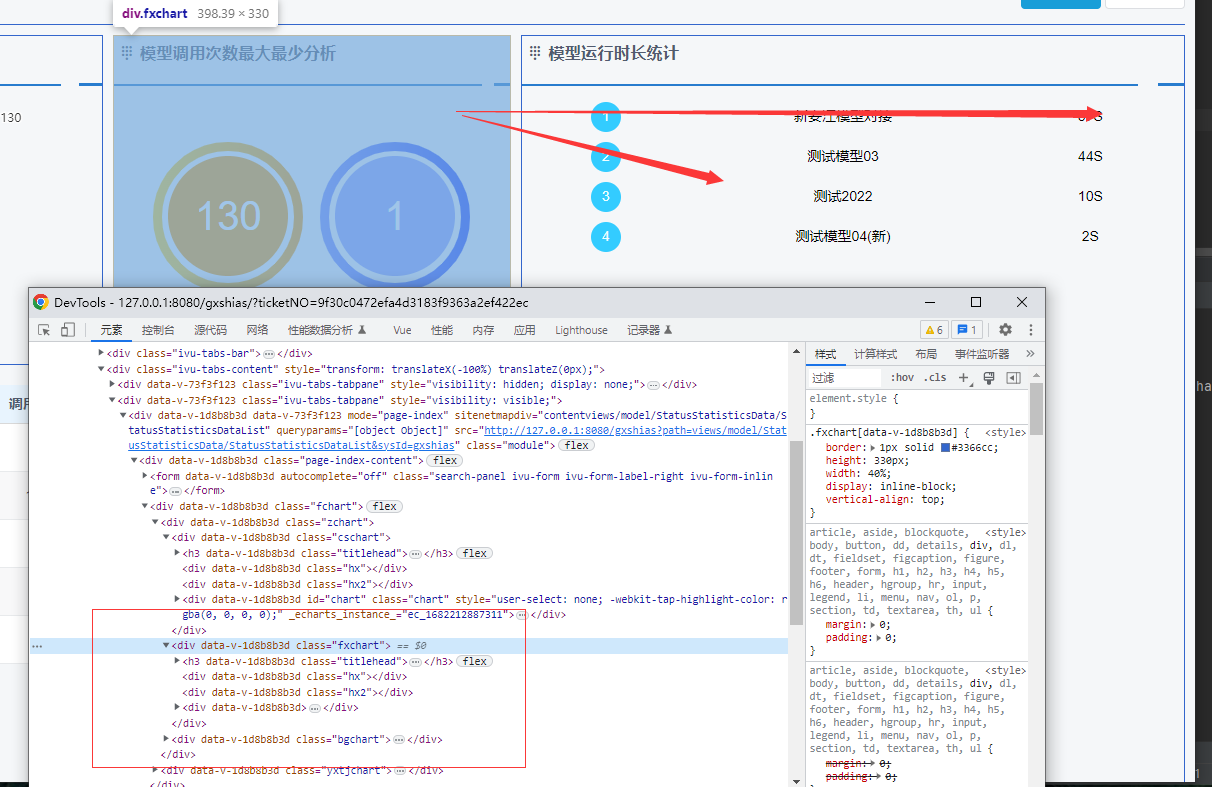 div.fxchart 398.39 × 330
模型调用次数最大最少分析
模型运行时长统计
130
130
1
1
2 测试模型03 44S
3 测试2022 10S
4 测试模型04(新) 2S
调用
DevTools - 127.0.0.1:8080/gxshias/?ticketNO=9f30c0472efa4d3183f9363a2ef422ec
元素 控制台 源代码 网络 性能数据分析 Vue 性能 内存 应用 Lighthouse 记录器 6 1
<div class="ivu-tabs-bar">…</div>
<div class="ivu-tabs-content" style="transform: translateX(-100%) translateZ(0px);">
<div data-v-73f3f123 class="ivu-tabs-tabpane" style="visibility: hidden; display: none;">…</div>
<div data-v-73f3f123 class="ivu-tabs-tabpane" style="visibility: visible;">
<div data-v-1d8b8b3d data-v-73f3f123 mode="page-index" sitenetmapdiv="contentviews/model/StatusStatisticsData/S
tatusStatisticsDataList" queryparams="[object Object]" src="http://127.0.0.1:8080/gxshias?path=views/model/Stat
usStatisticsData/StatusStatisticsDataList&sysId=gxshias" class="module"> flex
<div data-v-1d8b8b3d class="page-index-content"> flex
<form data-v-1d8b8b3d autocomplete="off" class="search-panel ivu-form ivu-form-label-right ivu-form-inlin
e">…</form>
<div data-v-1d8b8b3d class="fchart"> flex
<div data-v-1d8b8b3d class="zchart">
<div data-v-1d8b8b3d class="cschart">
<h3 data-v-1d8b8b3d class="titlehead">…</h3> flex
<div data-v-1d8b8b3d class="hx"></div>
<div data-v-1d8b8b3d class="hx2"></div>
<div data-v-1d8b8b3d id="chart" class="chart" style="user-select: none; -webkit-tap-highlight-color: r
gba(0, 0, 0, 0);" _echarts_instance_="ec_1682212887311">…</div>
</div>
<div data-v-1d8b8b3d class="fxchart"> == $0
<h3 data-v-1d8b8b3d class="titlehead">…</h3> flex
<div data-v-1d8b8b3d class="hx"></div>
<div data-v-1d8b8b3d class="hx2"></div>
<div data-v-1d8b8b3d>…</div>
</div>
<div data-v-1d8b8b3d class="bgchart">…</div>
</div>
<div data-v-1d8b8b3d class="yxtjchart">…</div>
</div>
样式 计算样式 布局 事件监听器 »
过滤 :hov .cls +
element.style {
}
.fxchart[data-v-1d8b8b3d] { <style>
border: 1px solid #3366cc;
height: 330px;
width: 40%;
display: inline-block;
vertical-align: top;
}
article, aside, blockquote, <style>
body, button, dd, details, div, dl,
dt, fieldset, figcaption, figure,
footer, form, h1, h2, h3, h4, h5,
h6, header, hgroup, hr, input,
legend, li, menu, nav, ol, p,
section, td, textarea, th, ul {
margin: 0;
padding: 0;
}
article, aside, blockquote, <style>
body, button, dd, details, div, dl,
dt, fieldset, figcaption, figure,
footer, form, h1, h2, h3, h4, h5,
h6, header, hgroup, hr, input,
legend, li, menu, nav, ol, p,
section, td, textarea, th, ul {
margin: 0;
padding: 0;